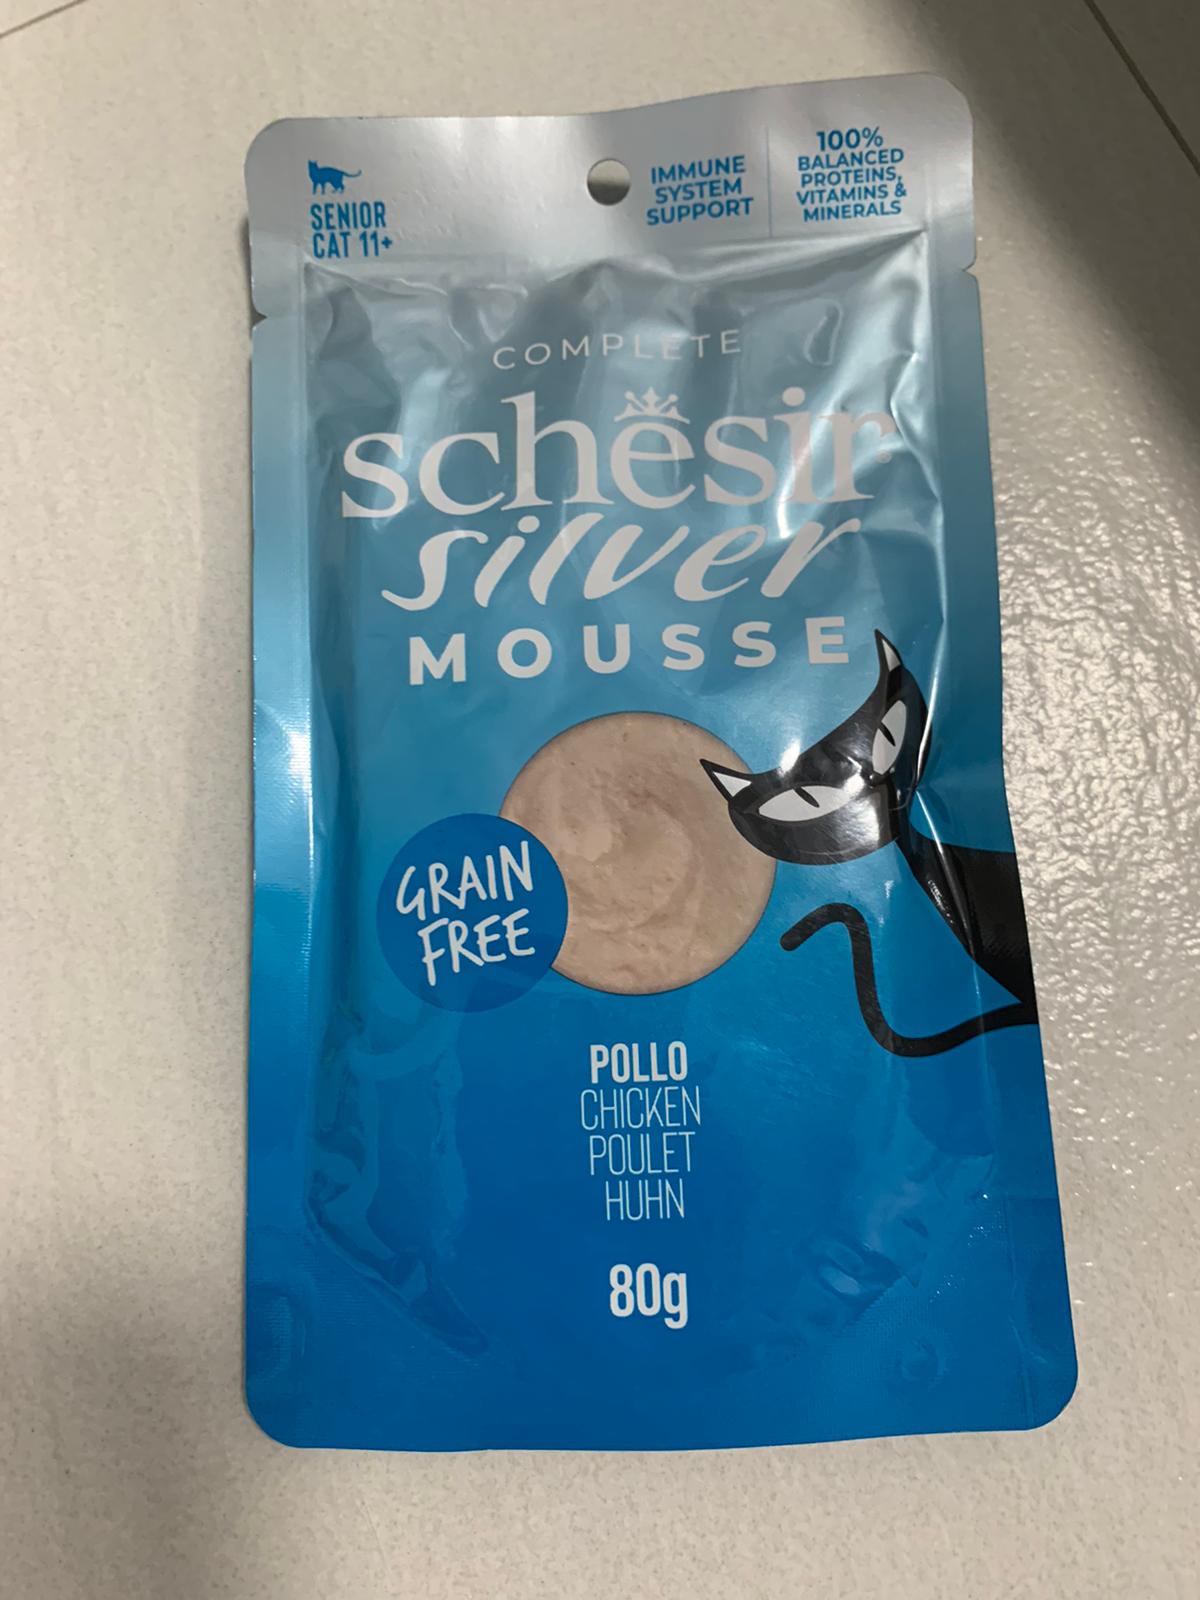 SENIOR
CAT 11+
IMMUNE
SYSTEM
SUPPORT
100%
BALANCED
PROTEINS,
VITAMINS &
MINERALS
COMPLETE
schesir®
silver
MOUSSE
GRAIN
FREE
POLLO
CHICKEN
POULET
HUHN
80g